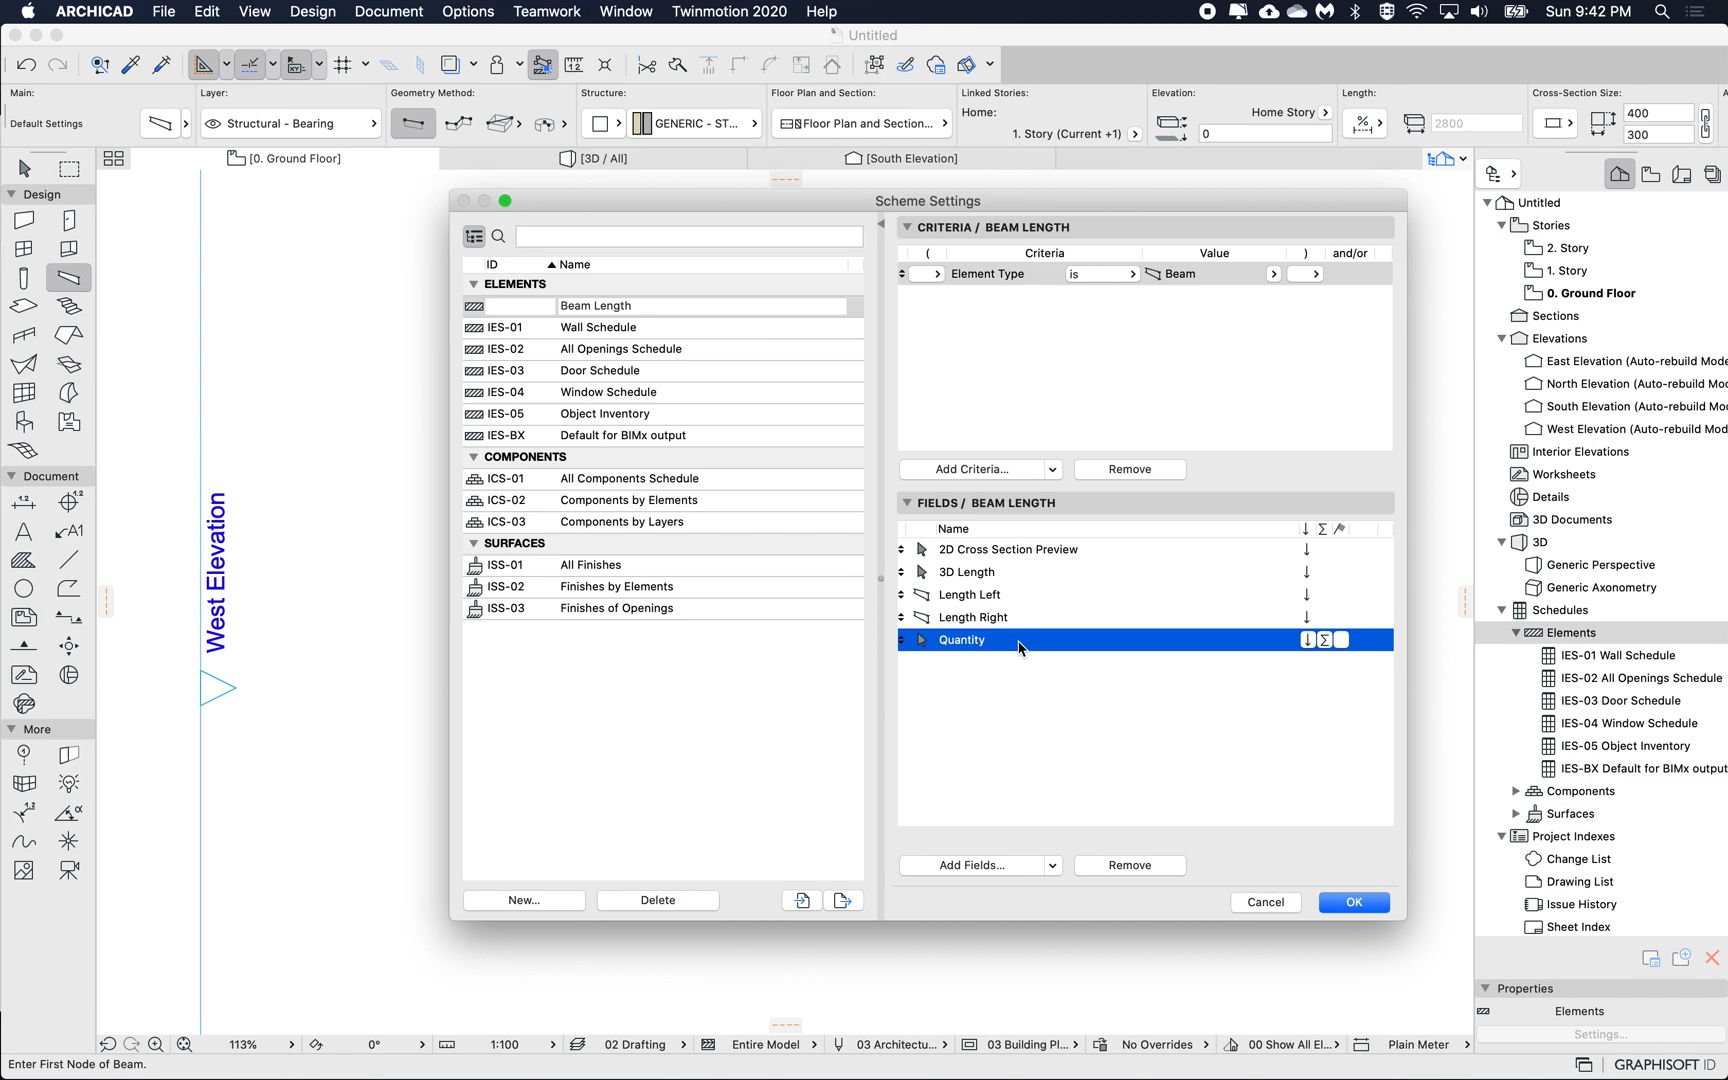 ARCHICAD File Edit View Design Document Options Teamwork Window Twinmotion 2020 Help Sun 9:42 PM
Untitled
Main: Layer: Geometry Method: Structure: Floor Plan and Section: Linked Stories: Elevation: Length: Cross-Section Size:
Default Settings
Structural - Bearing
GENERIC - ST...
Floor Plan and Section...
Home:
1. Story (Current +1)
Home Story
0
2800
400
300
[0. Ground Floor] [3D / All] [South Elevation]
Design
Document
More
West Elevation
Scheme Settings
ID Name
ELEMENTS
Beam Length
IES-01 Wall Schedule
IES-02 All Openings Schedule
IES-03 Door Schedule
IES-04 Window Schedule
IES-05 Object Inventory
IES-BX Default for BIMx output
COMPONENTS
ICS-01 All Components Schedule
ICS-02 Components by Elements
ICS-03 Components by Layers
SURFACES
ISS-01 All Finishes
ISS-02 Finishes by Elements
ISS-03 Finishes of Openings
New... Delete
CRITERIA / BEAM LENGTH
( Criteria Value ) and/or
Element Type is Beam
Add Criteria... Remove
FIELDS / BEAM LENGTH
Name
2D Cross Section Preview
3D Length
Length Left
Length Right
Quantity
Add Fields... Remove
Cancel OK
Untitled
Stories
2. Story
1. Story
0. Ground Floor
Sections
Elevations
East Elevation (Auto-rebuild Mode
North Elevation (Auto-rebuild Mo
South Elevation (Auto-rebuild Mo
West Elevation (Auto-rebuild Mod
Interior Elevations
Worksheets
Details
3D Documents
3D
Generic Perspective
Generic Axonometry
Schedules
Elements
IES-01 Wall Schedule
IES-02 All Openings Schedule
IES-03 Door Schedule
IES-04 Window Schedule
IES-05 Object Inventory
IES-BX Default for BIMx output
Components
Surfaces
Project Indexes
Change List
Drawing List
Issue History
Sheet Index
Properties
Elements
Settings...
113% 0° 1:100 02 Drafting Entire Model 03 Architectu... 03 Building Pl... No Overrides 00 Show All El... Plain Meter
Enter First Node of Beam.
GRAPHISOFT ID